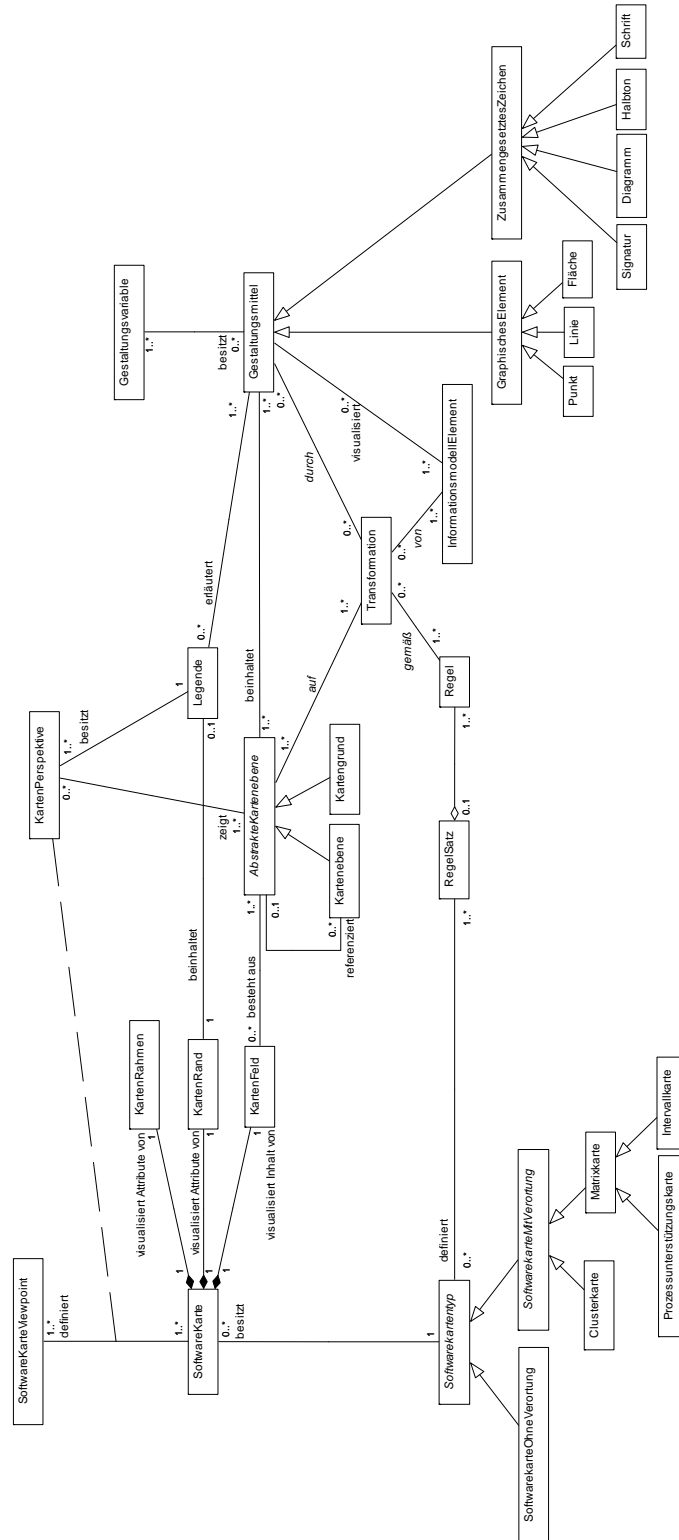 SoftwareKarteViewpoint
1..*
definiert
KartenPerspektive
1..*
0..*
besitzt
Gestaltungsvariable
1..*
besitzt
0..*
SoftwareKarte
1..*
0..*
besitzt
1
1
1
visualisiert Attribute von
1
KartenRahmen
visualisiert Attribute von
1
KartenRand
1
beinhaltet
0..1
1
Legende
0..*
erläutert
1..*
Gestaltungsmittel
visualisiert Inhalt von
1
KartenFeld
0..*
besteht aus
1..*
0..1
zeigt
1..*
AbstrakteKartenebene
1..*
beinhaltet
1..*
1..*
0..*
durch
0..*
0..*
visualisiert
1..*
referenziert
0..*
Kartenebene
Kartengrund
auf
1..*
Transformation
0..*
von
1..*
InformationsmodellElement
0..*
gemäß
1..*
Regel
1..*
0..1
RegelSatz
1..*
definiert
0..*
1
Softwarekartentyp
SoftwarekarteOhneVerortung
SoftwarekarteMitVerortung
Clusterkarte
Matrixkarte
Prozessunterstützungskarte
Intervallkarte
GraphischesElement
Punkt
Linie
Fläche
ZusammengesetztesZeichen
Signatur
Diagramm
Halbton
Schrift